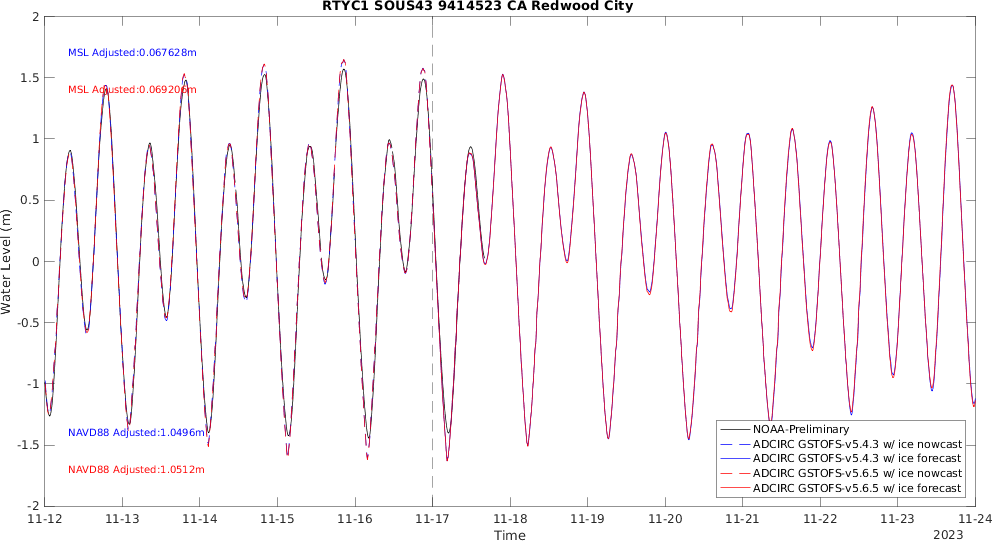 RTYC1 SOUS43 9414523 CA Redwood City
2
1.5
1
0.5
0
-0.5
-1
-1.5
-2
Water Level (m)
MSL Adjusted:0.067628m
MSL Adjusted:0.069206m
NAVD88 Adjusted:1.0496m
NAVD88 Adjusted:1.0512m
NOAA-Preliminary
ADCIRC GSTOFS-v5.4.3 w/ ice nowcast
ADCIRC GSTOFS-v5.4.3 w/ ice forecast
ADCIRC GSTOFS-v5.6.5 w/ ice nowcast
ADCIRC GSTOFS-v5.6.5 w/ ice forecast
11-12 11-13 11-14 11-15 11-16 11-17 11-18 11-19 11-20 11-21 11-22 11-23 11-24
Time
2023